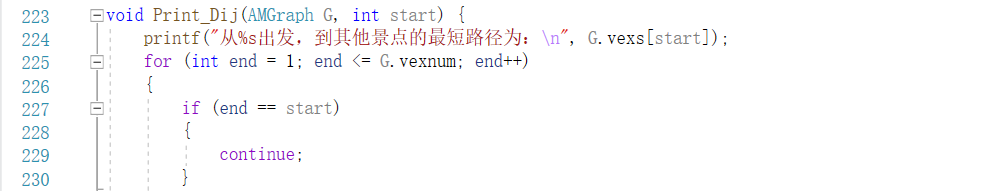 223 void Print_Dij(AMGraph G, int start) {
224 printf("从%s出发，到其他景点的最短路径为：\n", G.vexs[start]);
225 for (int end = 1; end <= G.vexnum; end++)
226 {
227 if (end == start)
228 {
229 continue;
230 }